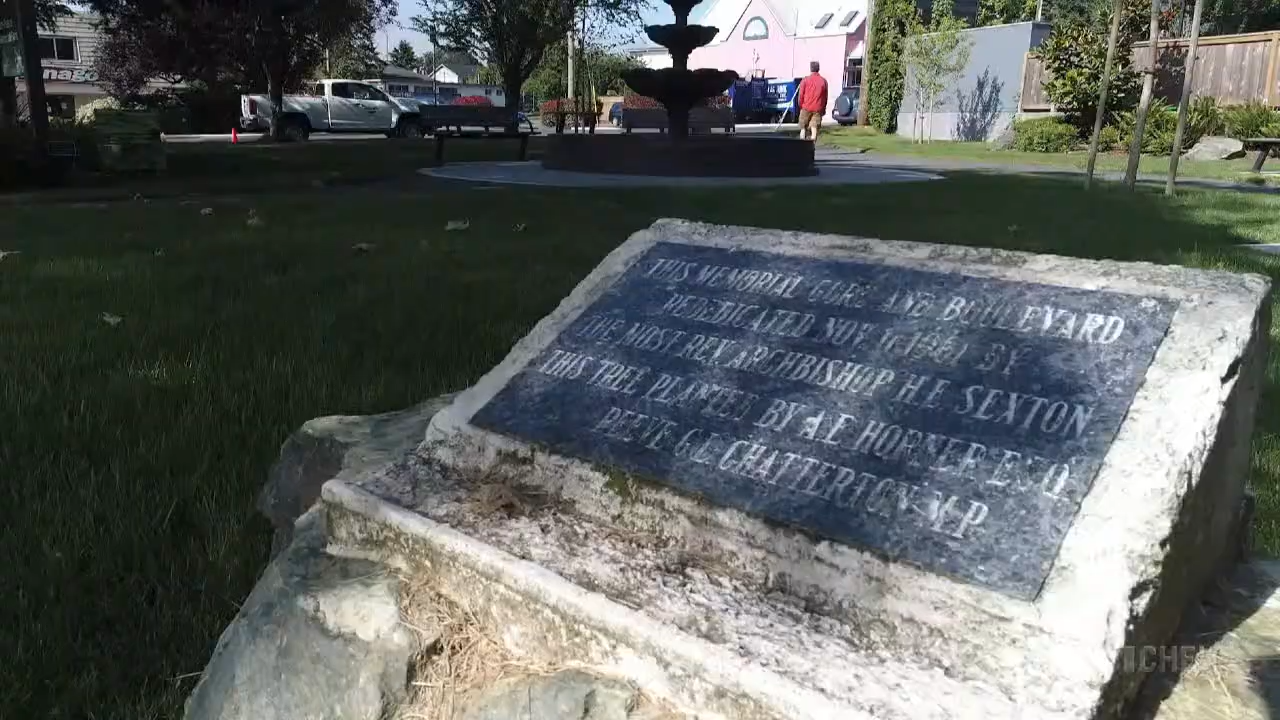 THIS MEMORIAL GORE AND BOULEVARD
REDEDICATED NOV 11 1961 BY
THE MOST REV. ARCHBISHOP H.E. SEXTON
THIS TREE PLANTED BY A.E. HORNER ESQ
REEVE G.L. CHATTERTON M.P.